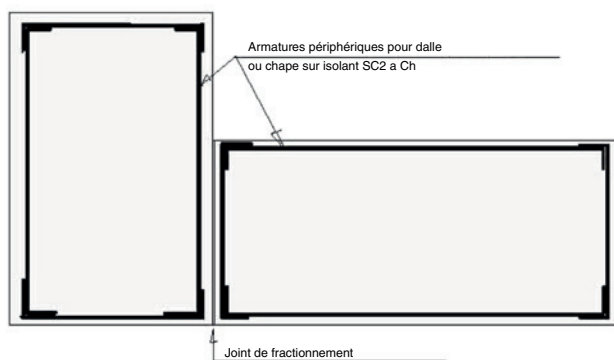 Armatures périphériques pour dalle
ou chape sur isolant SC2 a Ch
Joint de fractionnement